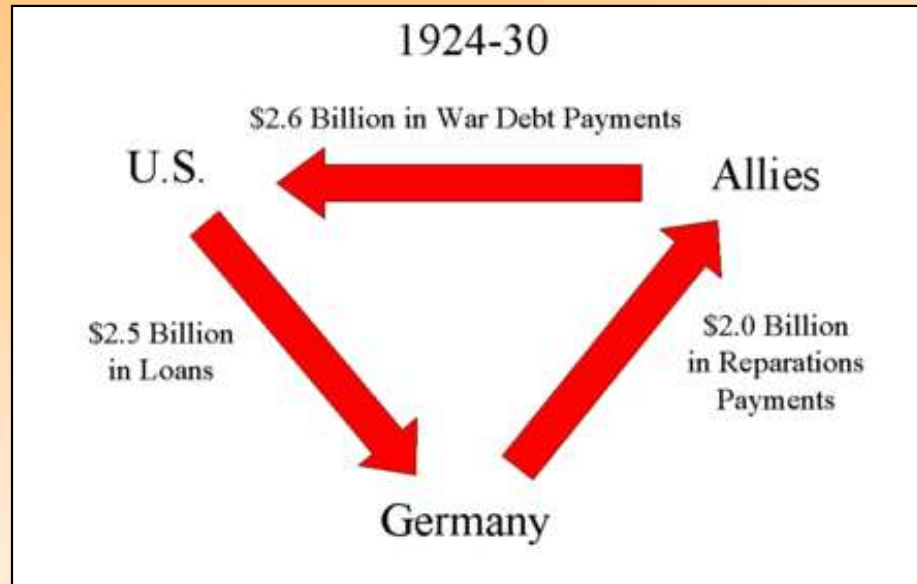 1924-30
$2.6 Billion in War Debt Payments
U.S.
Allies
$2.5 Billion
in Loans
$2.0 Billion
in Reparations
Payments
Germany